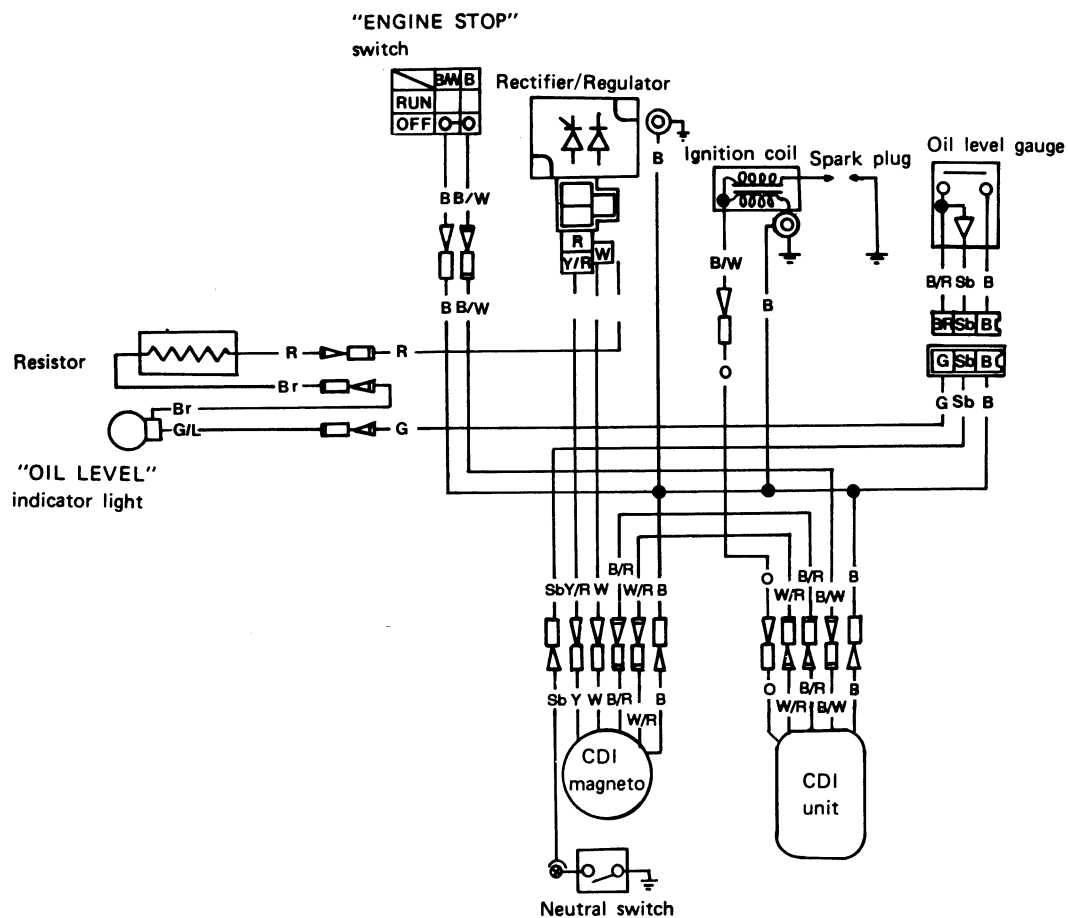 "ENGINE STOP"
switch
B/W B
RUN
OFF
Rectifier/Regulator
B
Ignition coil
Spark plug
Oil level gauge
B B/W
R
Y/R W
B/W
B
B/R Sb B
B B/W
BR Sb B
Resistor
R R
O
G Sb B
Br
Br
G Sb B
G/L G
"OIL LEVEL"
indicator light
Sb Y/R W B/R W/R B
O W/R B/R B/W B
Sb Y W B/R W/R B
O W/R B/R B/W B
CDI
magneto
CDI
unit
Neutral switch